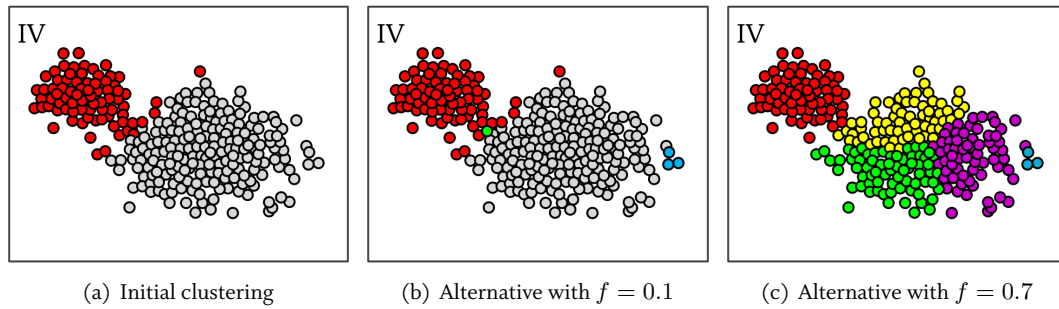 IV
IV
IV
(a) Initial clustering
(b) Alternative with f = 0.1
(c) Alternative with f = 0.7